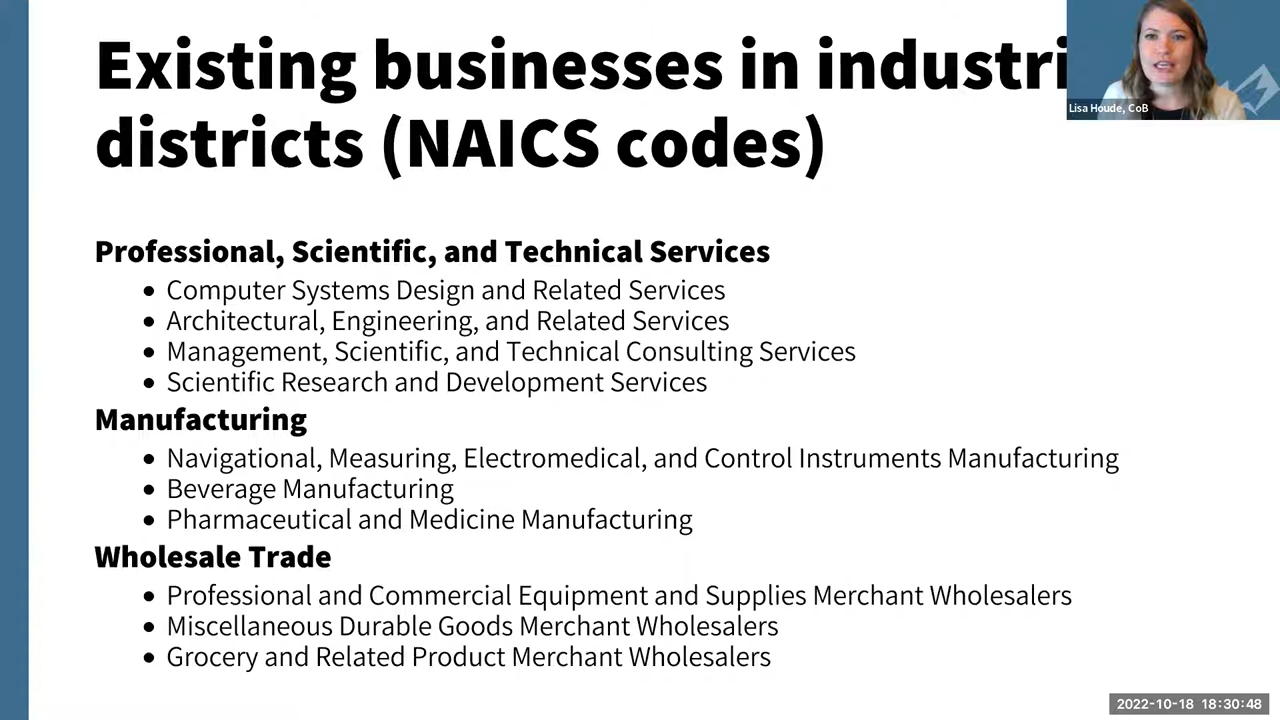 Existing businesses in industri
districts (NAICS codes)
Lisa Houde, CoB
Professional, Scientific, and Technical Services
• Computer Systems Design and Related Services
• Architectural, Engineering, and Related Services
• Management, Scientific, and Technical Consulting Services
• Scientific Research and Development Services
Manufacturing
• Navigational, Measuring, Electromedical, and Control Instruments Manufacturing
• Beverage Manufacturing
• Pharmaceutical and Medicine Manufacturing
Wholesale Trade
• Professional and Commercial Equipment and Supplies Merchant Wholesalers
• Miscellaneous Durable Goods Merchant Wholesalers
• Grocery and Related Product Merchant Wholesalers
2022-10-18 18:30:48